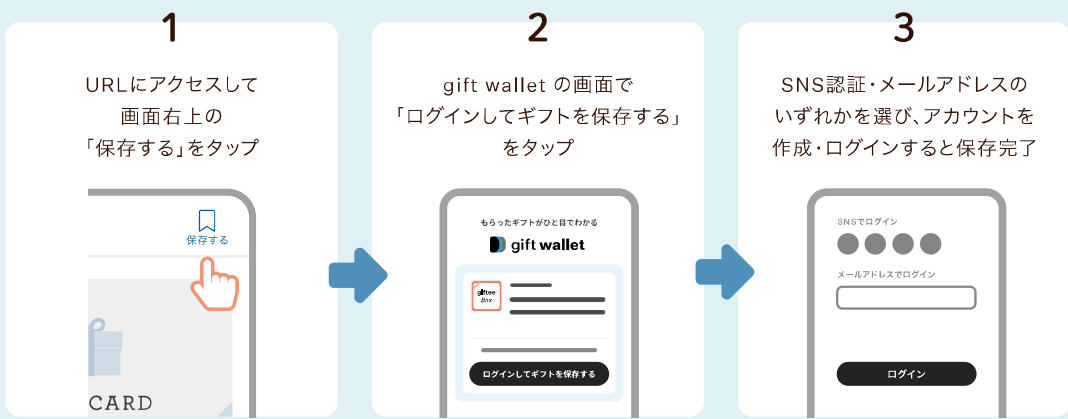 1
URLにアクセスして
画面右上の
「保存する」をタップ
保存する
CARD
2
gift wallet の画面で
「ログインしてギフトを保存する」
をタップ
もらったギフトがひと目でわかる
gift wallet
giftee
Box
ログインしてギフトを保存する
3
SNS認証・メールアドレスの
いずれかを選び、アカウントを
作成・ログインすると保存完了
SNSでログイン
メールアドレスでログイン
ログイン